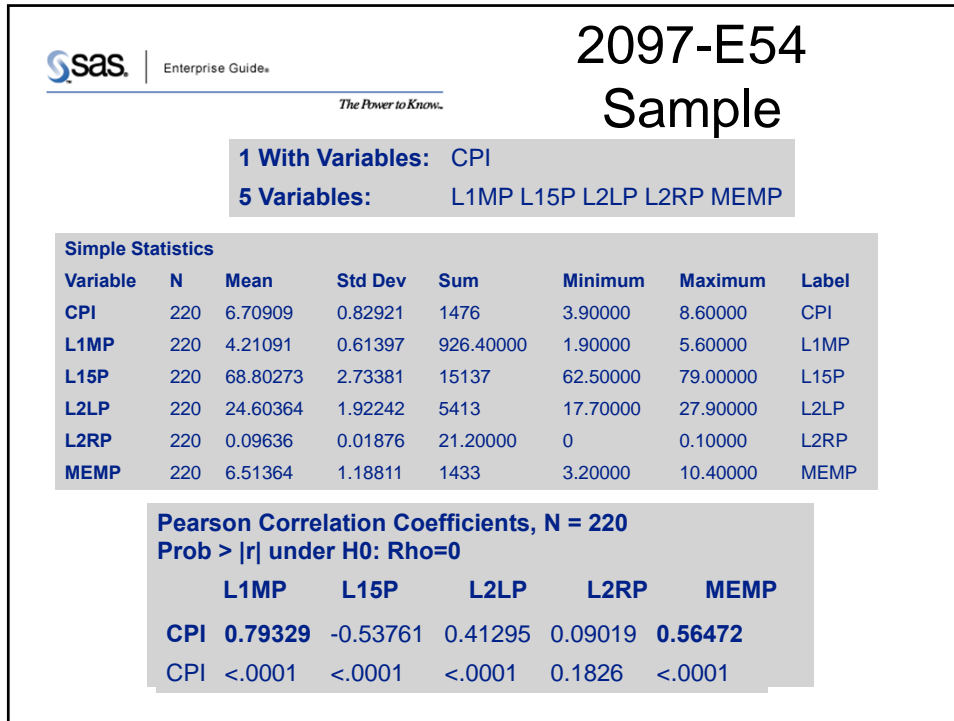 sas. Enterprise Guide®
The Power to Know™
2097-E54
Sample
1 With Variables: CPI
5 Variables: L1MP L15P L2LP L2RP MEMP
Simple Statistics
Variable N Mean Std Dev Sum Minimum Maximum Label
CPI 220 6.70909 0.82921 1476 3.90000 8.60000 CPI
L1MP 220 4.21091 0.61397 926.40000 1.90000 5.60000 L1MP
L15P 220 68.80273 2.73381 15137 62.50000 79.00000 L15P
L2LP 220 24.60364 1.92242 5413 17.70000 27.90000 L2LP
L2RP 220 0.09636 0.01876 21.20000 0 0.10000 L2RP
MEMP 220 6.51364 1.18811 1433 3.20000 10.40000 MEMP
Pearson Correlation Coefficients, N = 220
Prob > |r| under H0: Rho=0
L1MP L15P L2LP L2RP MEMP
CPI 0.79329 -0.53761 0.41295 0.09019 0.56472
CPI <.0001 <.0001 <.0001 0.1826 <.0001